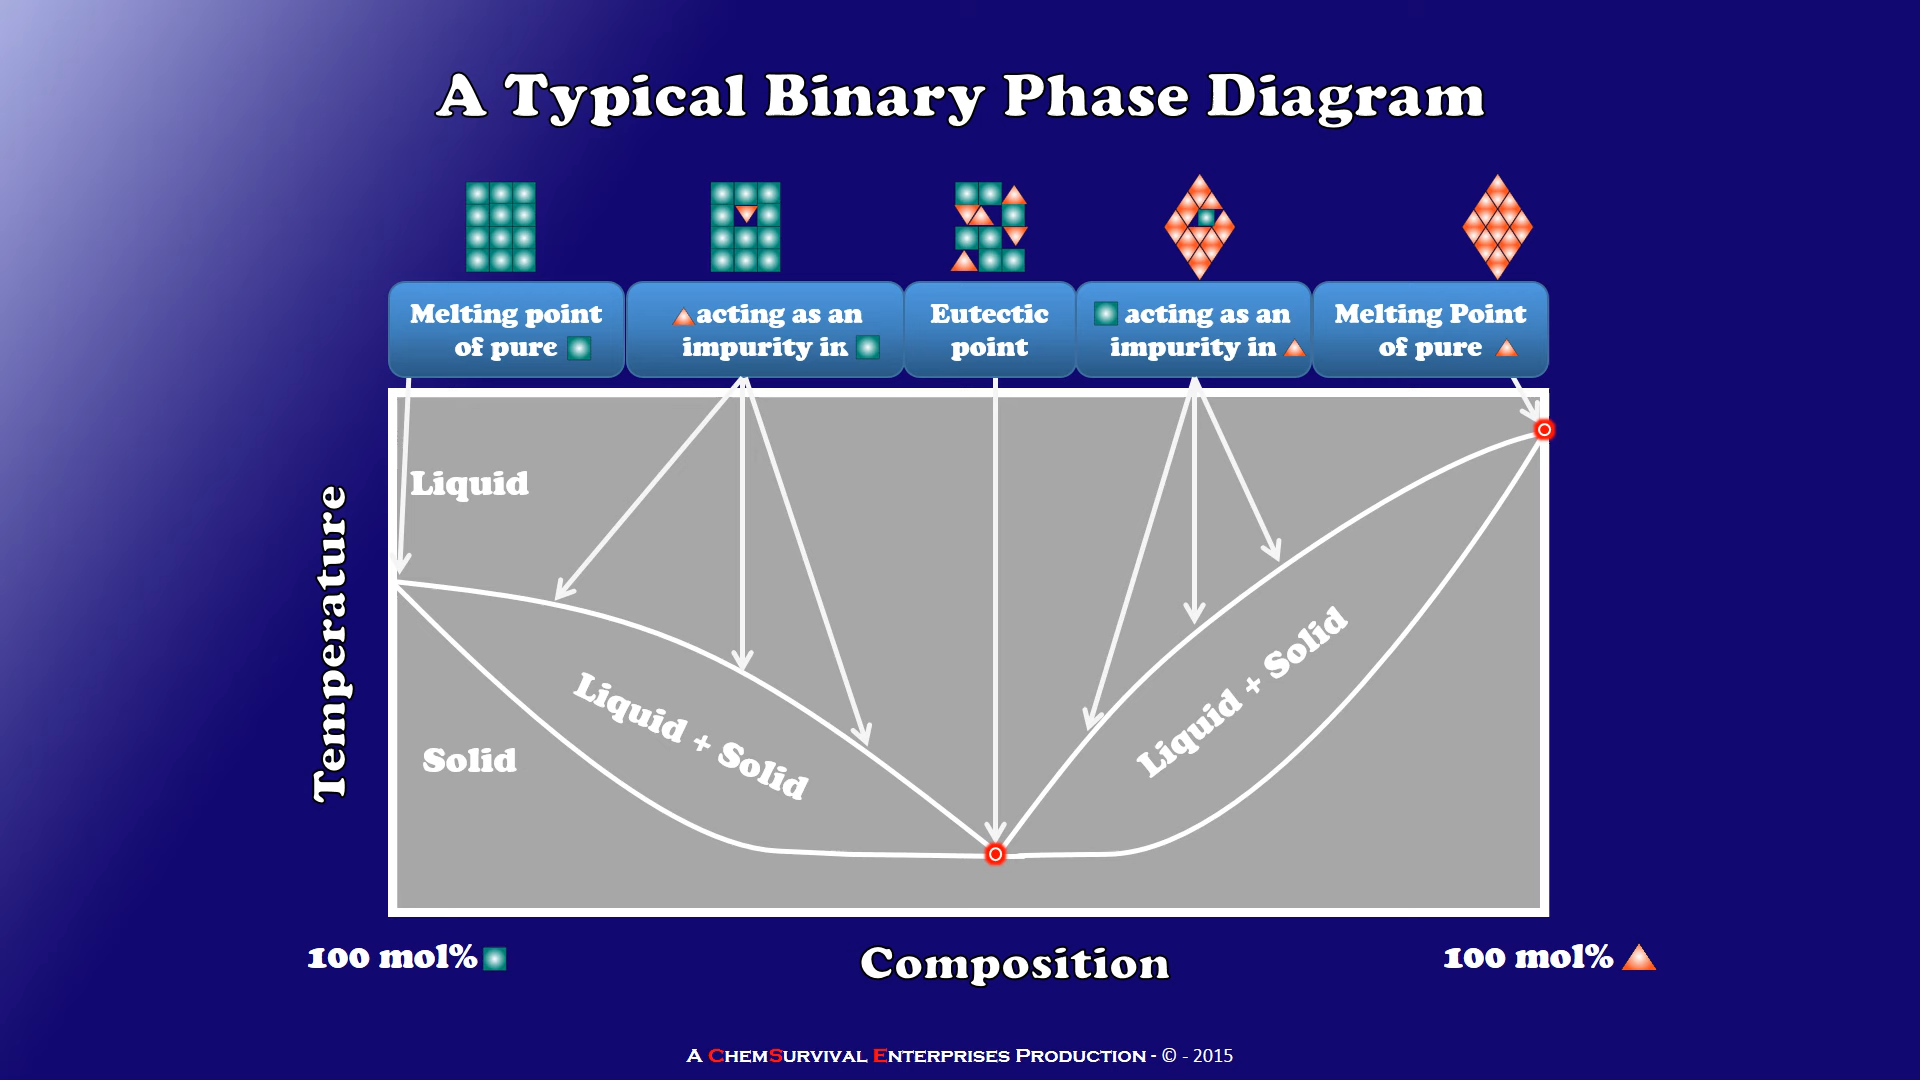 A Typical Binary Phase Diagram
Melting point
of pure
acting as an
impurity in
Eutectic
point
acting as an
impurity in
Melting Point
of pure
Liquid
Solid
Liquid + Solid
Liquid + Solid
Temperature
100 mol%
Composition
100 mol%
A ChemSurvival Enterprises Production - © - 2015